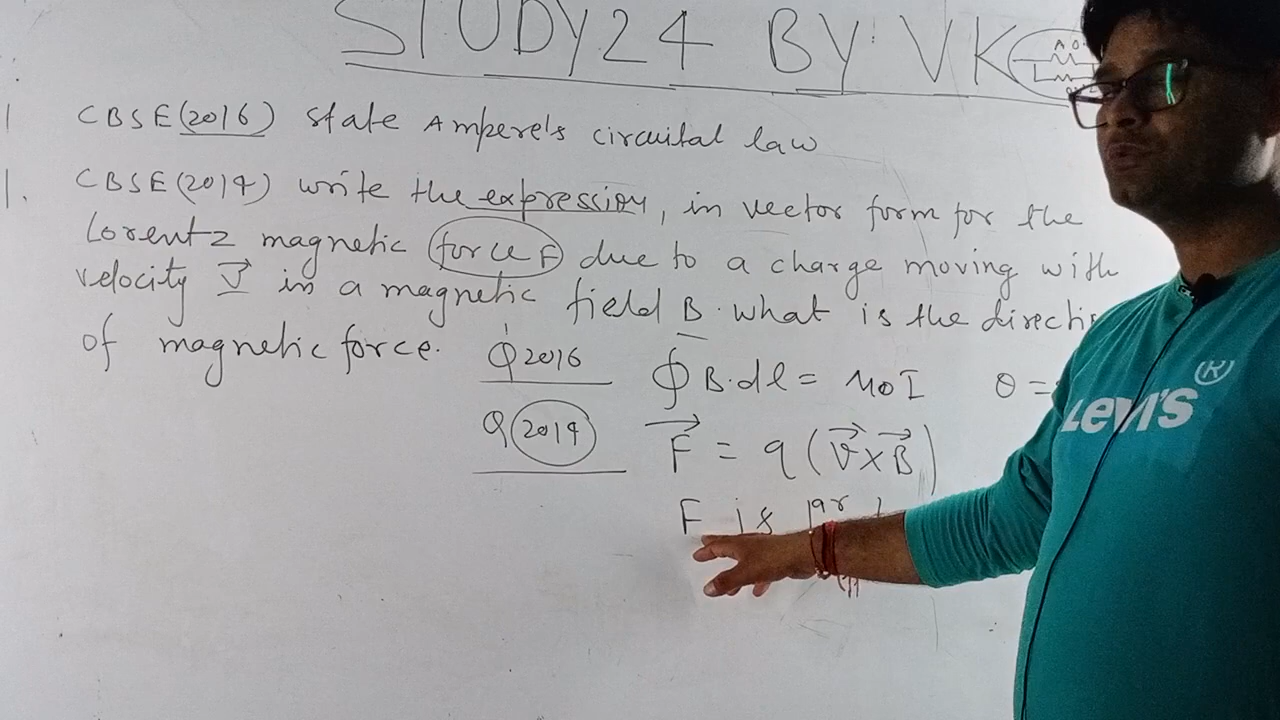 STUDY24 BY VK
1 CBSE(2016) state Ampere's circuital law
1. CBSE(2014) write the expression, in vector form for the
Lorentz magnetic force F due to a charge moving with
velocity V⃗ in a magnetic field B. what is the
of magnetic force.
Q 2016 ∮ B.dl = μ0I θ =
Q 2014 F⃗ = q (v⃗ x B⃗)
F is
LEVI'S